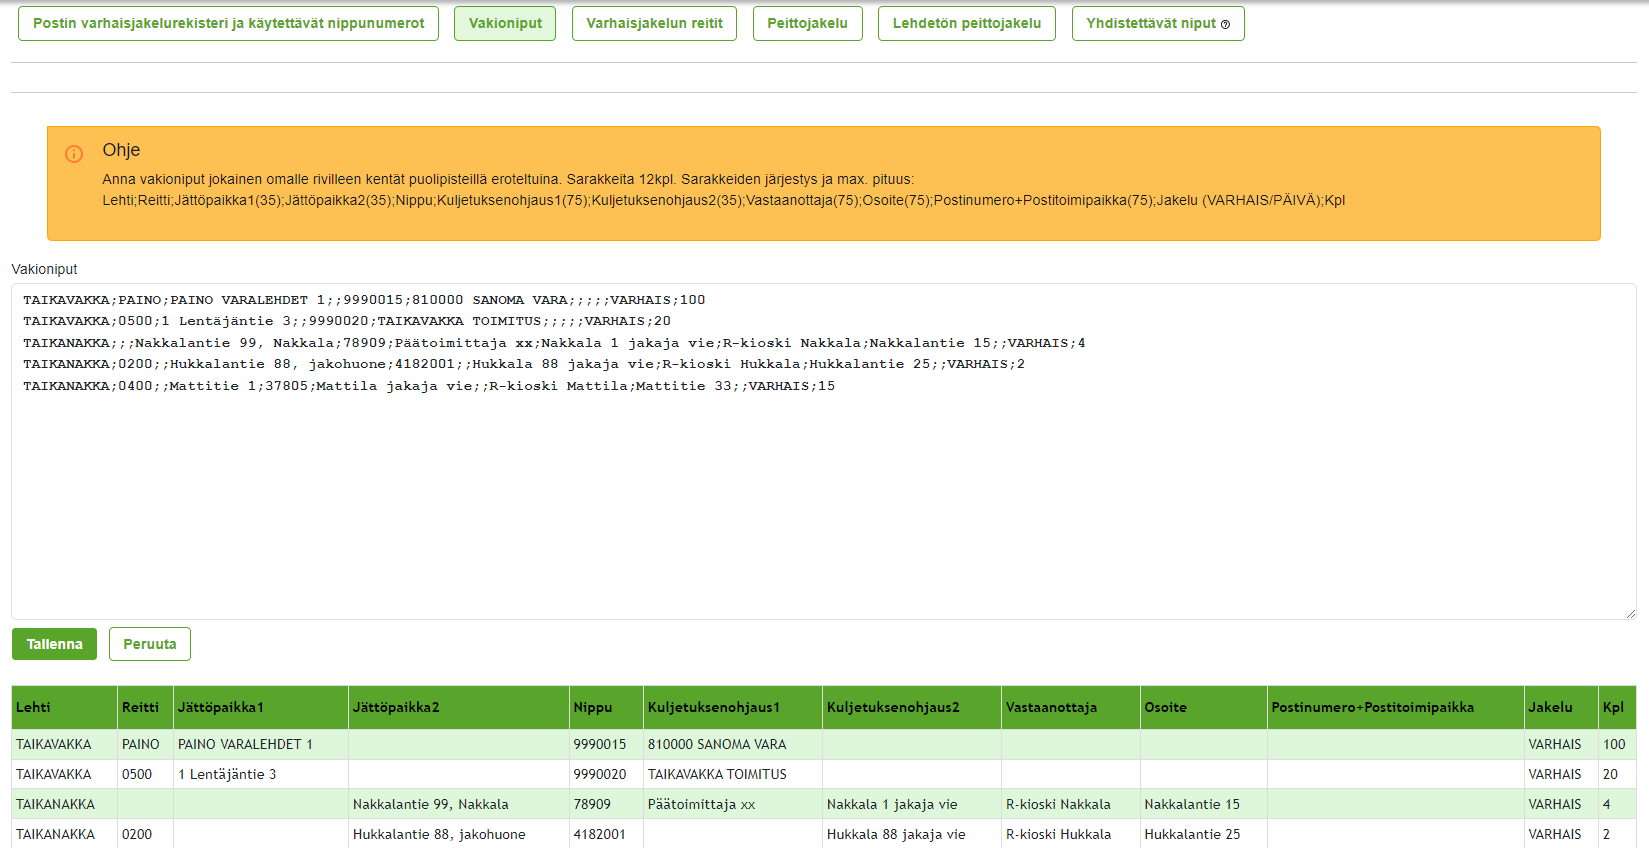 Postin varhaisjakelurekisteri ja käytettävät nippunumerot Vakioniput Varhaisjakelun reitit Peittojakelu Lehdetön peittojakelu Yhdistettävät niput
Ohje
Anna vakioniput jokainen omalle rivilleen kentät puolipisteillä eroteltuina. Sarakkeita 12kpl. Sarakkeiden järjestys ja max. pituus:
Lehti;Reitti;Jättöpaikka1(35);Jättöpaikka2(35);Nippu;Kuljetuksenohjaus1(75);Kuljetuksenohjaus2(35);Vastaanottaja(75);Osoite(75);Postinumero+Postitoimipaikka(75);Jakelu (VARHAIS/PÄIVÄ);Kpl
Vakioniput
TAIKAVAKKA;PAINO;PAINO VARALEHDET 1;;9990015;810000 SANOMA VARA;;;;;VARHAIS;100
TAIKAVAKKA;0500;1 Lentäjäntie 3;;9990020;TAIKAVAKKA TOIMITUS;;;;;VARHAIS;20
TAIKANAKKA;;;Nakkalantie 99, Nakkala;78909;Päätoimittaja xx;Nakkala 1 jakaja vie;R-kioski Nakkala;Nakkalantie 15;;VARHAIS;4
TAIKANAKKA;0200;;Hukkalantie 88, jakohuone;4182001;;Hukkala 88 jakaja vie;R-kioski Hukkala;Hukkalantie 25;;VARHAIS;2
TAIKANAKKA;0400;;Mattitie 1;37805;Mattila jakaja vie;;R-kioski Mattila;Mattitie 33;;VARHAIS;15
Tallenna Peruuta
Lehti Reitti Jättöpaikka1 Jättöpaikka2 Nippu Kuljetuksenohjaus1 Kuljetuksenohjaus2 Vastaanottaja Osoite Postinumero+Postitoimipaikka Jakelu Kpl
TAIKAVAKKA PAINO PAINO VARALEHDET 1 9990015 810000 SANOMA VARA VARHAIS 100
TAIKAVAKKA 0500 1 Lentäjäntie 3 9990020 TAIKAVAKKA TOIMITUS VARHAIS 20
TAIKANAKKA Nakkalantie 99, Nakkala 78909 Päätoimittaja xx Nakkala 1 jakaja vie R-kioski Nakkala Nakkalantie 15 VARHAIS 4
TAIKANAKKA 0200 Hukkalantie 88, jakohuone 4182001 Hukkala 88 jakaja vie R-kioski Hukkala Hukkalantie 25 VARHAIS 2